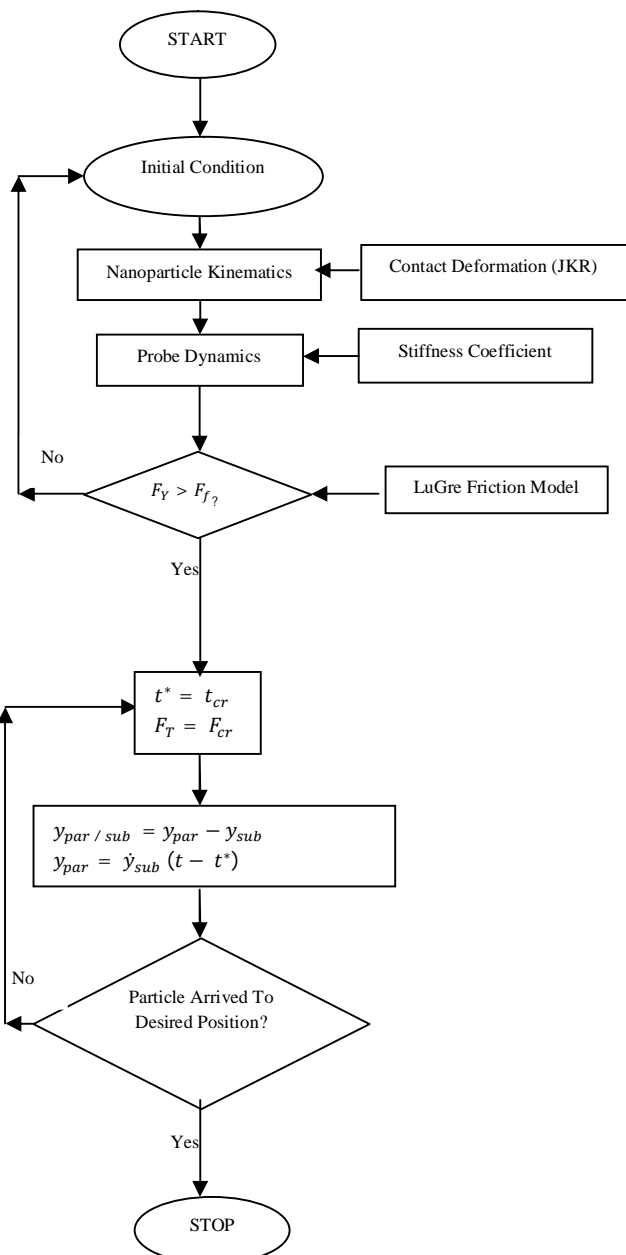 START
Initial Condition
Nanoparticle Kinematics
Contact Deformation (JKR)
Probe Dynamics
Stiffness Coefficient
No
F_Y > F_f ?
LuGre Friction Model
Yes
t* = t_cr
F_T = F_cr
y_par / sub = y_par − y_sub
y_par = ẏ_sub (t − t*)
No
Particle Arrived To
Desired Position?
Yes
STOP